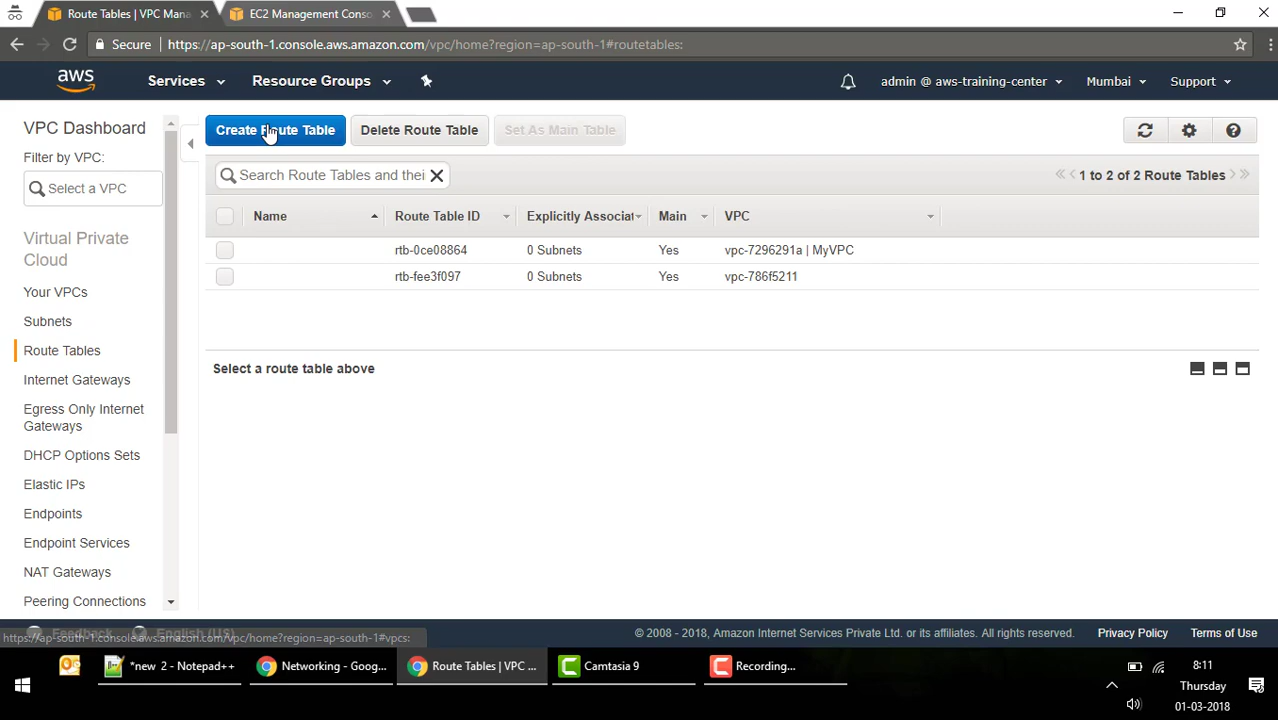 Route Tables | VPC Mana
EC2 Management Conso
Secure
https://ap-south-1.console.aws.amazon.com/vpc/home?region=ap-south-1#routetables:
aws
Services
Resource Groups
admin @ aws-training-center
Mumbai
Support
VPC Dashboard
Filter by VPC:
Select a VPC
Virtual Private
Cloud
Your VPCs
Subnets
Route Tables
Internet Gateways
Egress Only Internet
Gateways
DHCP Options Sets
Elastic IPs
Endpoints
Endpoint Services
NAT Gateways
Peering Connections
Create Route Table
Delete Route Table
Set As Main Table
Search Route Tables and thei
1 to 2 of 2 Route Tables
Name
Route Table ID
Explicitly Associat
Main
VPC
rtb-0ce08864
0 Subnets
Yes
vpc-7296291a | MyVPC
rtb-fee3f097
0 Subnets
Yes
vpc-786f5211
Select a route table above
https://ap-south-1.console.aws.amazon.com/vpc/home?region=ap-south-1#vpcs:
Feedback
English (US)
© 2008 - 2018, Amazon Internet Services Private Ltd. or its affiliates. All rights reserved.
Privacy Policy
Terms of Use
*new 2 - Notepad++
Networking - Goog...
Route Tables | VPC ...
Camtasia 9
Recording...
8:11
Thursday
01-03-2018